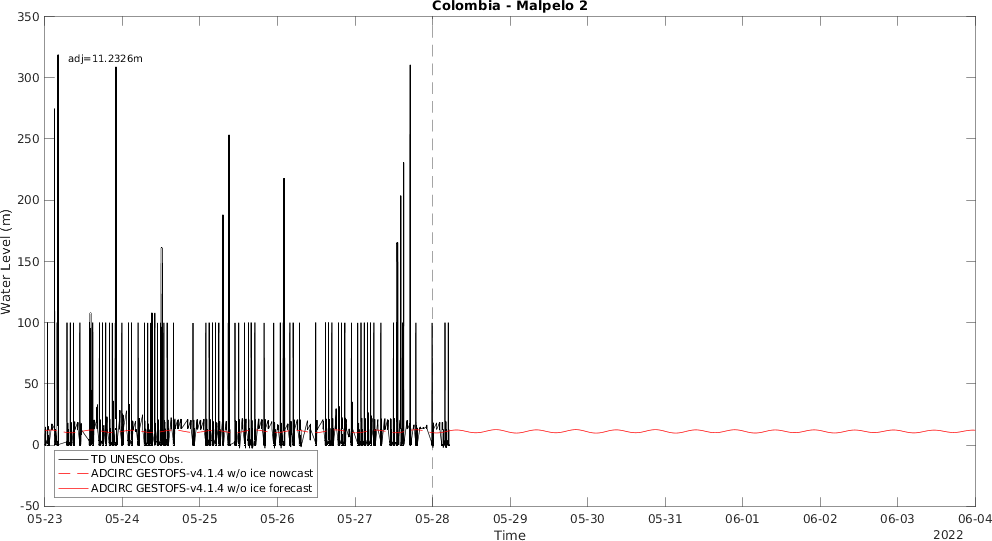 Colombia - Malpelo 2
adj=11.2326m
350
300
250
200
150
100
50
0
-50
Water Level (m)
TD UNESCO Obs.
ADCIRC GESTOFS-v4.1.4 w/o ice nowcast
ADCIRC GESTOFS-v4.1.4 w/o ice forecast
05-23 05-24 05-25 05-26 05-27 05-28 05-29 05-30 05-31 06-01 06-02 06-03 06-04
Time
2022